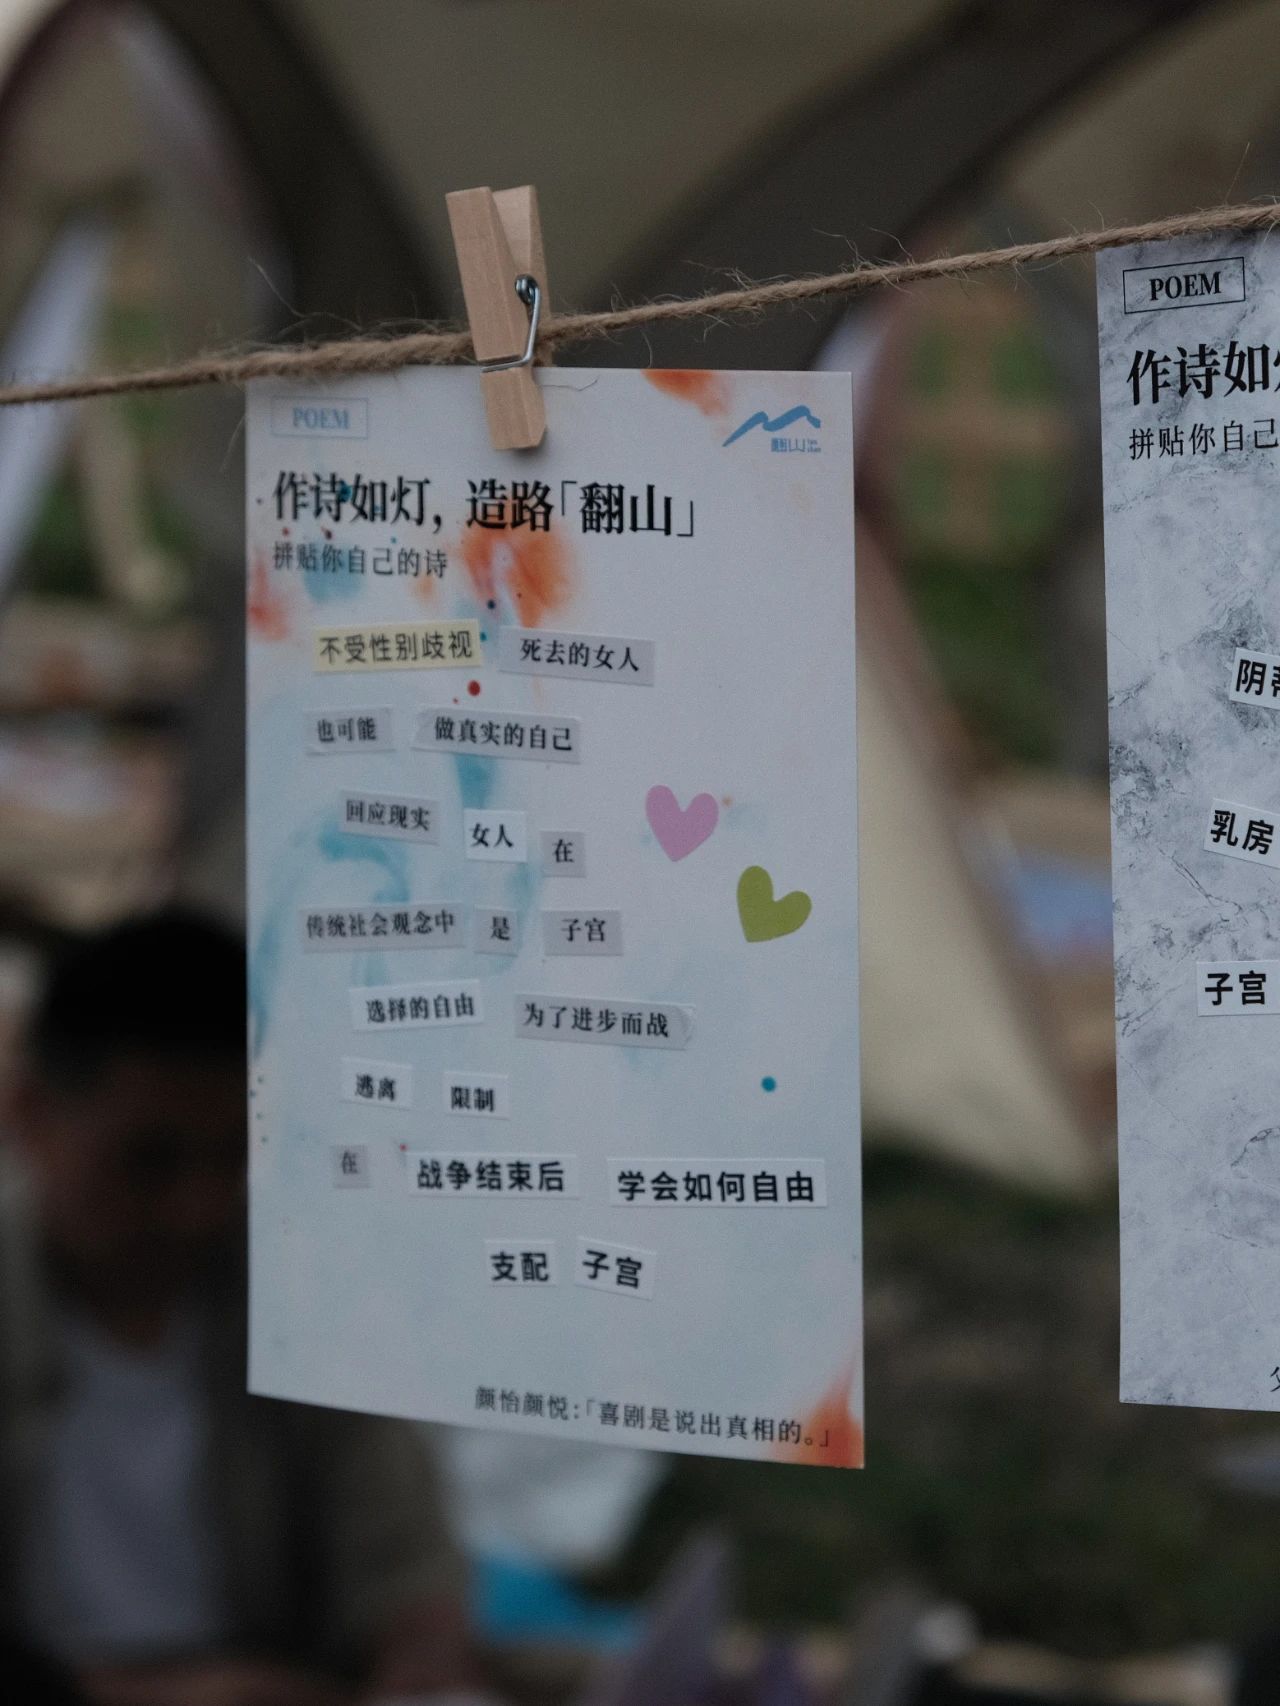 POEM
翻山
作诗如灯，造路「翻山」
拼贴你自己的诗
不受性别歧视 死去的女人
也可能 做真实的自己
回应现实 女人 在
传统社会观念中 是 子宫
选择的自由 为了进步而战
逃离 限制
在 战争结束后 学会如何自由
支配 子宫
颜怡颜悦：「喜剧是说出真相的。」
POEM
作诗如
拼贴你自己
阴
乳房
子宫